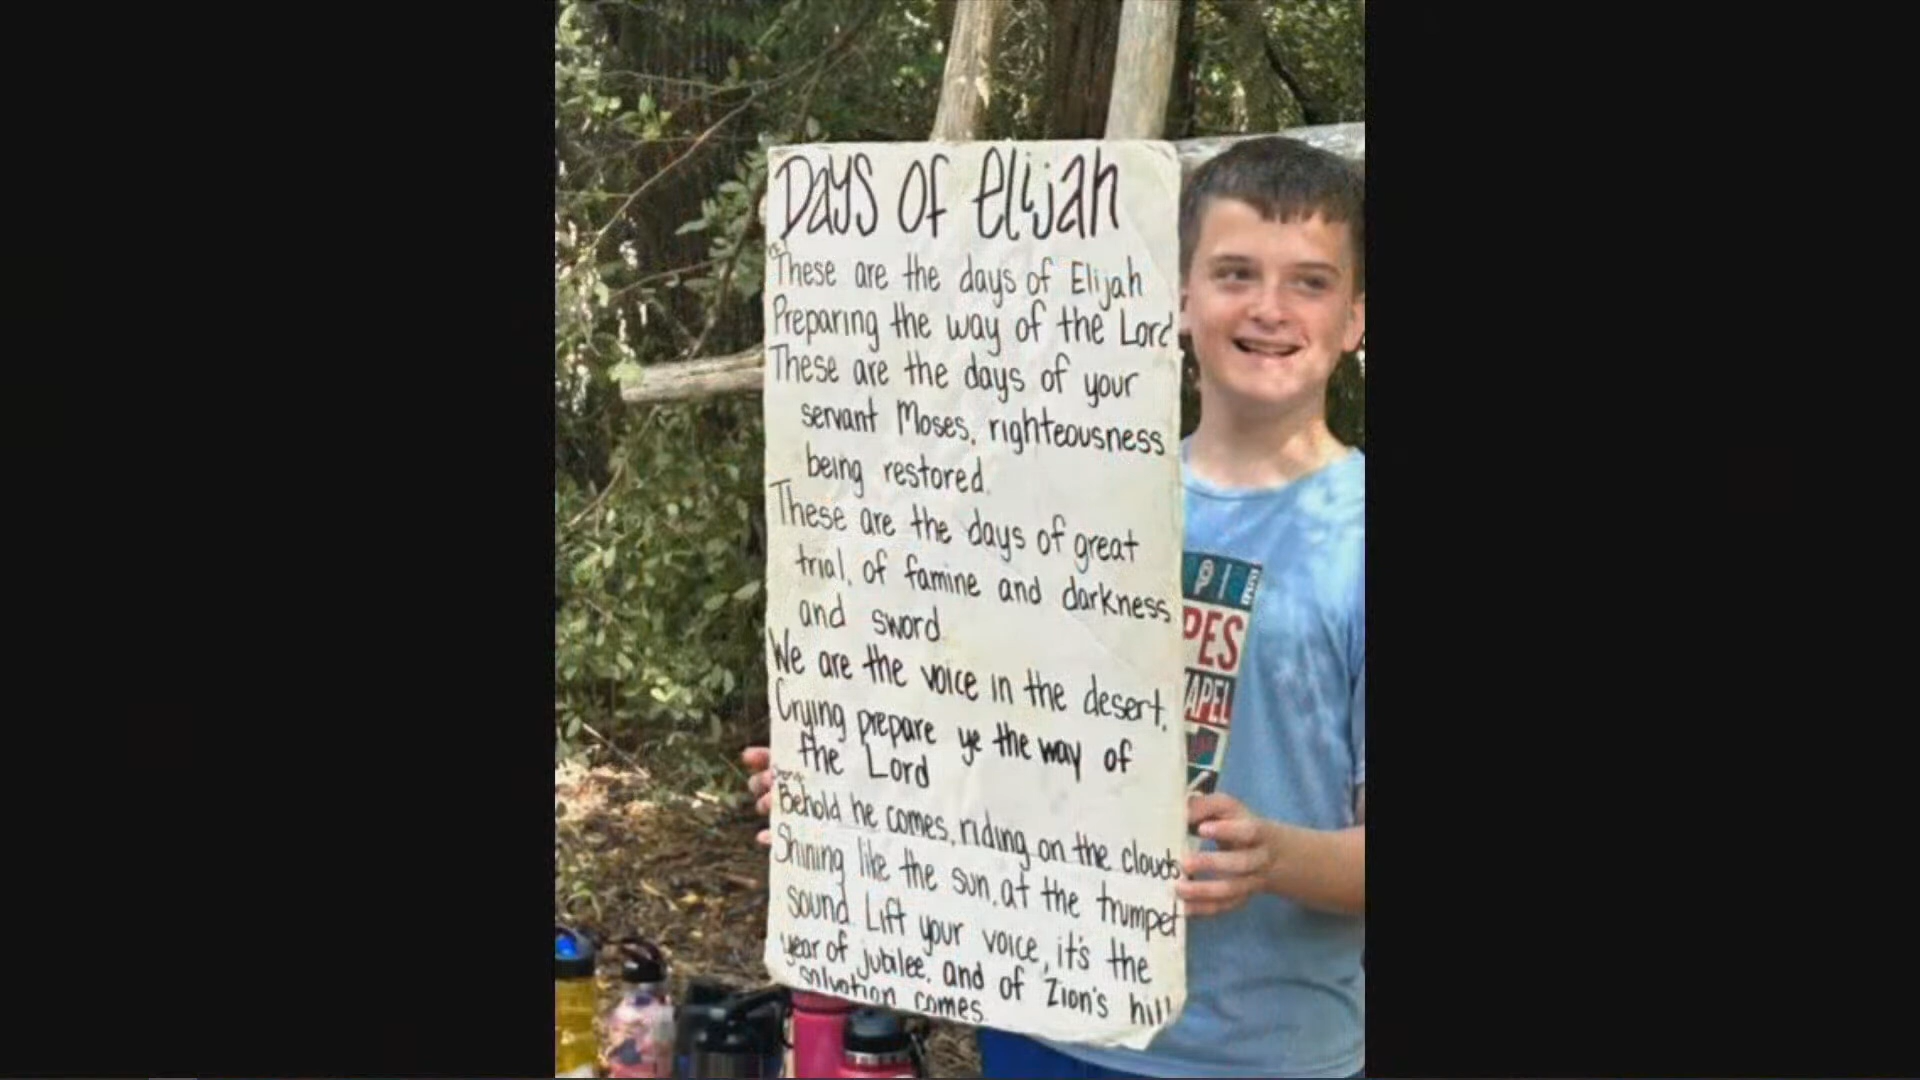 Days of Elijah
These are the days of Elijah
Preparing the way of the Lord
These are the days of your
servant Moses, righteousness
being restored.
These are the days of great
trial, of famine and darkness
and sword.
We are the voice in the desert,
Crying prepare ye the way of
the Lord
Behold he comes, riding on the clouds
Shining like the sun, at the trumpet
sound. Lift your voice, it's the
year of jubilee, and of Zion's hill
salvation comes.
PES
APEL